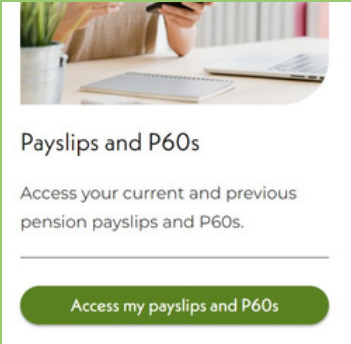 Payslips and P60s
Access your current and previous
pension payslips and P60s.
Access my payslips and P60s